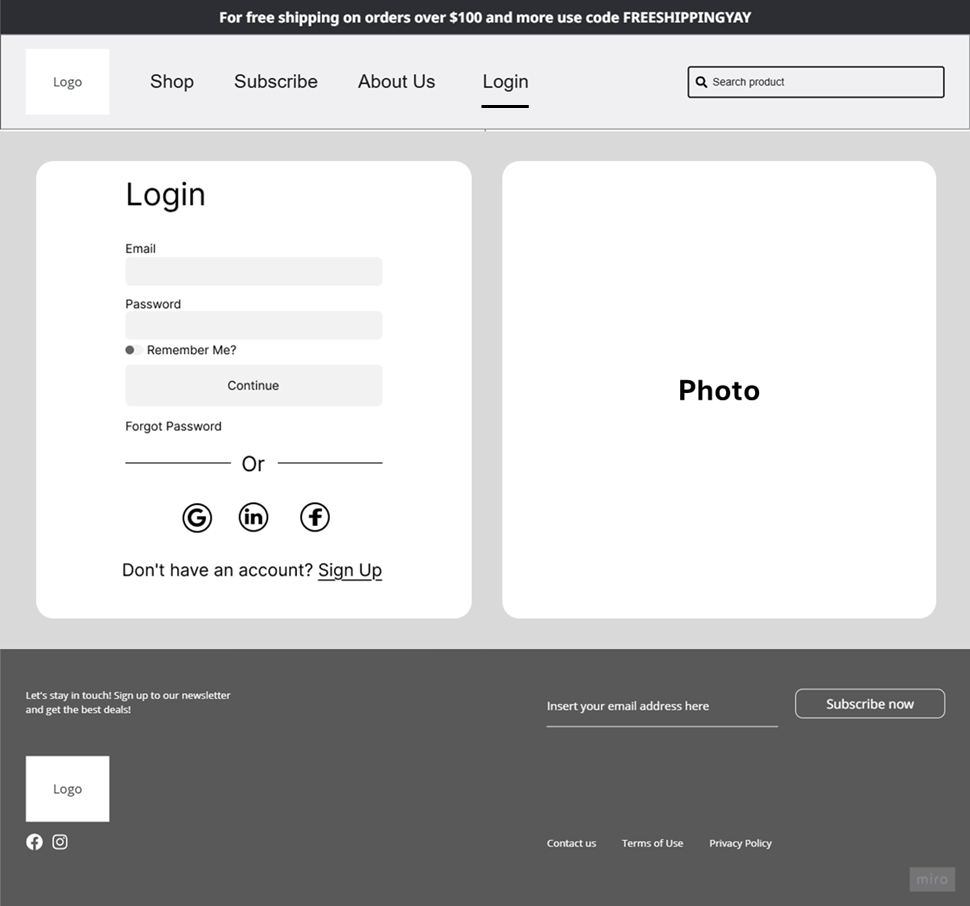 For free shipping on orders over $100 and more use code FREESHIPPINGYAY
Logo
Shop
Subscribe
About Us
Login
Search product
Login
Email
Password
Remember Me?
Continue
Forgot Password
Or
Don't have an account? Sign Up
Photo
Let's stay in touch! Sign up to our newsletter
and get the best deals!
Insert your email address here
Subscribe now
Logo
Contact us
Terms of Use
Privacy Policy
miro